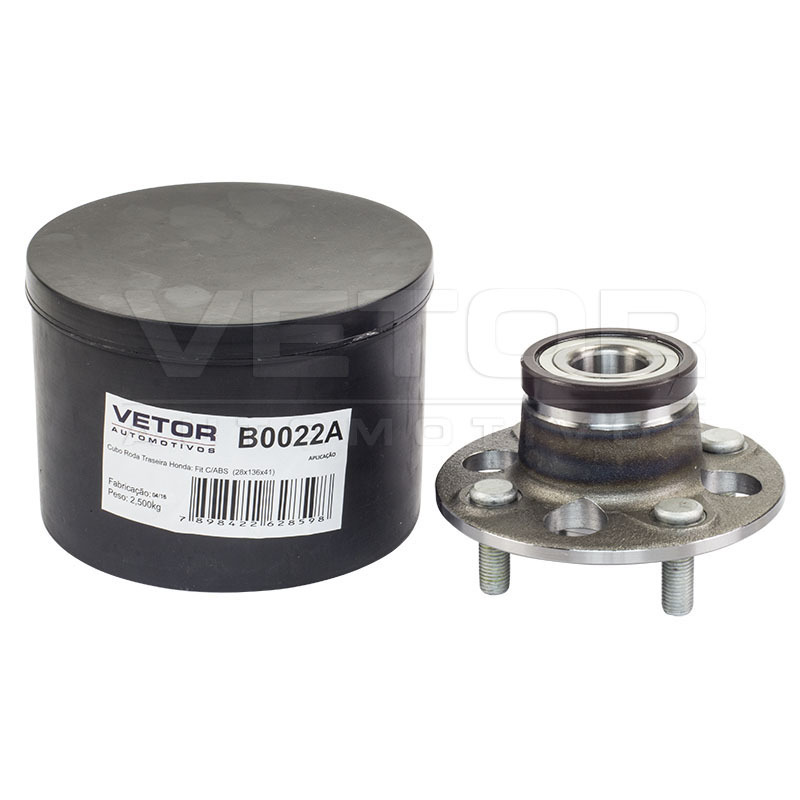 VETOR
AUTOMOTIVOS
B0022A
APLICAÇÃO
Cubo Roda Traseira Honda: Fit C/ABS (28x136x41)
Fabricação: 04/16
Peso: 2,500kg
7 898422 628598
VETOR
AUTOMOTIVOS